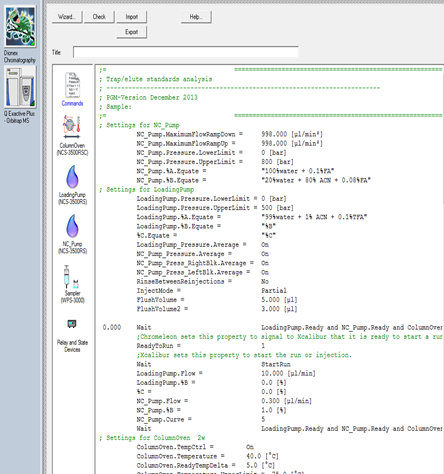 Wizard...
Check
Import
Help...
Export
Title:
Dionex
Chromatography
Q Exactive Plus
- Orbitrap MS
Commands
ColumnOven
(NCS-3500RSC)
LoadingPump
(NCS-3500RS)
NC_Pump
(NCS-3500RS)
Sampler
(WPS-3000)
Relay and State
Devices
;= ========================================
; Trap/elute standards analysis
; ----------------------------------------
; PGM-Version December 2013
; Sample:
;= ========================================
; Settings for NC_Pump
NC_Pump.MaximumFlowRampDown = 998.000 [µl/min²]
NC_Pump.MaximumFlowRampUp = 998.000 [µl/min²]
NC_Pump.Pressure.LowerLimit = 0 [bar]
NC_Pump.Pressure.UpperLimit = 800 [bar]
NC_Pump.%A.Equate = "100%water + 0.1%FA"
NC_Pump.%B.Equate = "20%water + 80% ACN + 0.08%FA"
; Settings for LoadingPump
LoadingPump.Pressure.LowerLimit = 0 [bar]
LoadingPump.Pressure.UpperLimit = 500 [bar]
LoadingPump.%A.Equate = "99%water + 1% ACN + 0.1%TFA"
LoadingPump.%B.Equate = "%B"
%C.Equate = "%C"
LoadingPump_Pressure.Average = On
NC_Pump_Pressure.Average = On
NC_Pump_Press_RightBlk.Average = On
NC_Pump_Press_LeftBlk.Average = On
RinseBetweenReinjections = No
InjectMode = Partial
FlushVolume = 5.000 [µl]
FlushVolume2 = 3.000 [µl]
0.000 Wait LoadingPump.Ready and NC_Pump.Ready and ColumnOven
;Chromeleon sets this property to signal to Xcalibur that it is ready to start a run
ReadyToRun = 1
;Xcalibur sets this property to start the run or injection.
Wait StartRun
LoadingPump.Flow = 10.000 [µl/min]
LoadingPump.%B = 0.0 [%]
%C = 0.0 [%]
NC_Pump.Flow = 0.300 [µl/min]
NC_Pump.%B = 1.0 [%]
NC_Pump.Curve = 5
Wait LoadingPump.Ready and NC_Pump.Ready and ColumnOven
; Settings for ColumnOven 2w
ColumnOven.TempCtrl = On
ColumnOven.Temperature = 40.0 [°C]
ColumnOven.ReadyTempDelta = 5.0 [°C]